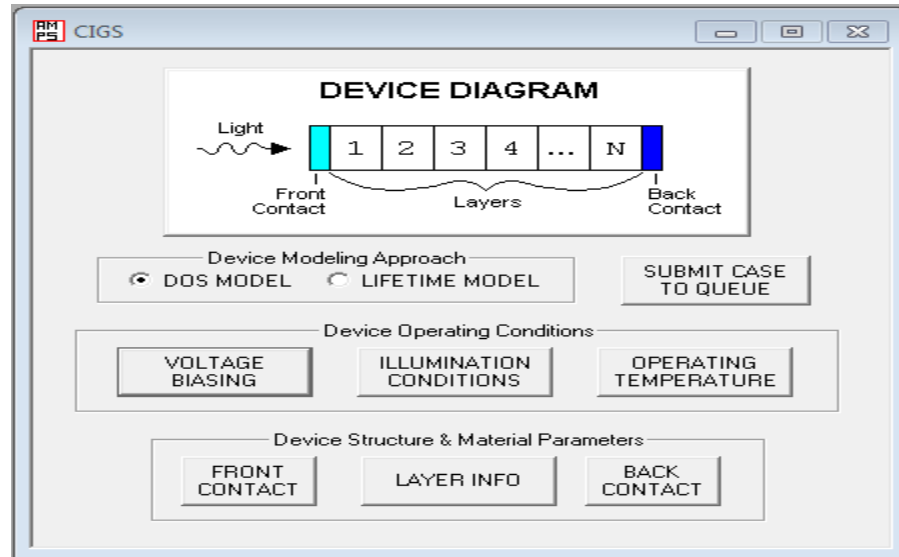 AM
PS
CIGS
DEVICE DIAGRAM
Light
1 2 3 4 ... N
Front
Contact
Layers
Back
Contact
Device Modeling Approach
DOS MODEL LIFETIME MODEL
SUBMIT CASE
TO QUEUE
Device Operating Conditions
VOLTAGE
BIASING
ILLUMINATION
CONDITIONS
OPERATING
TEMPERATURE
Device Structure & Material Parameters
FRONT
CONTACT
LAYER INFO
BACK
CONTACT